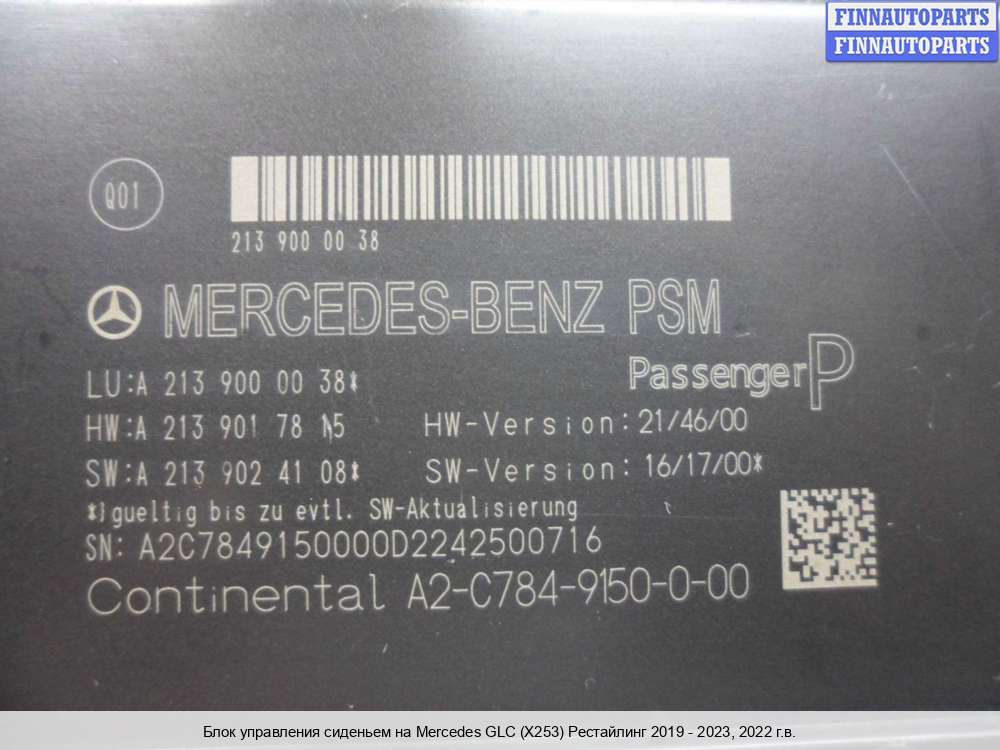 FINNAUTOPARTS
FINNAUTOPARTS
Q01
213 900 00 38
MERCEDES-BENZ PSM
Passenger P
LU:A 213 900 00 38*
HW:A 213 901 78 15 HW-Version: 21/46/00
SW:A 213 902 41 08* SW-Version: 16/17/00*
*)gueltig bis zu evtl. SW-Aktualisierung
SN: A2C7849150000D2242500716
Continental A2-C784-9150-0-00
Блок управления сиденьем на Mercedes GLC (X253) Рестайлинг 2019 - 2023, 2022 г.в.